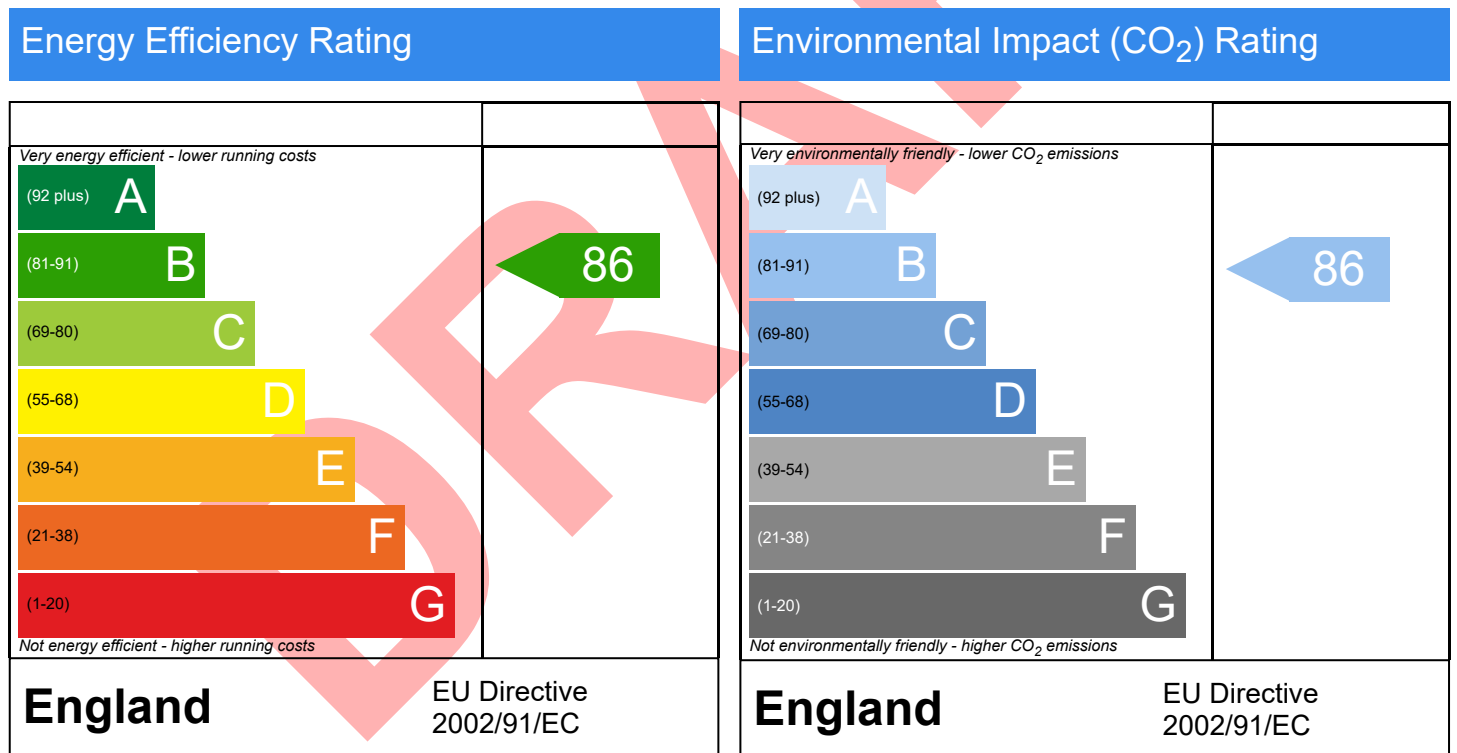 Energy Efficiency Rating
Very energy efficient - lower running costs
(92 plus) A
(81-91) B
86
(69-80) C
(55-68) D
(39-54) E
(21-38) F
(1-20) G
Not energy efficient - higher running costs
England
EU Directive
2002/91/EC
Environmental Impact (CO₂) Rating
Very environmentally friendly - lower CO₂ emissions
(92 plus) A
(81-91) B
86
(69-80) C
(55-68) D
(39-54) E
(21-38) F
(1-20) G
Not environmentally friendly - higher CO₂ emissions
England
EU Directive
2002/91/EC
DRA